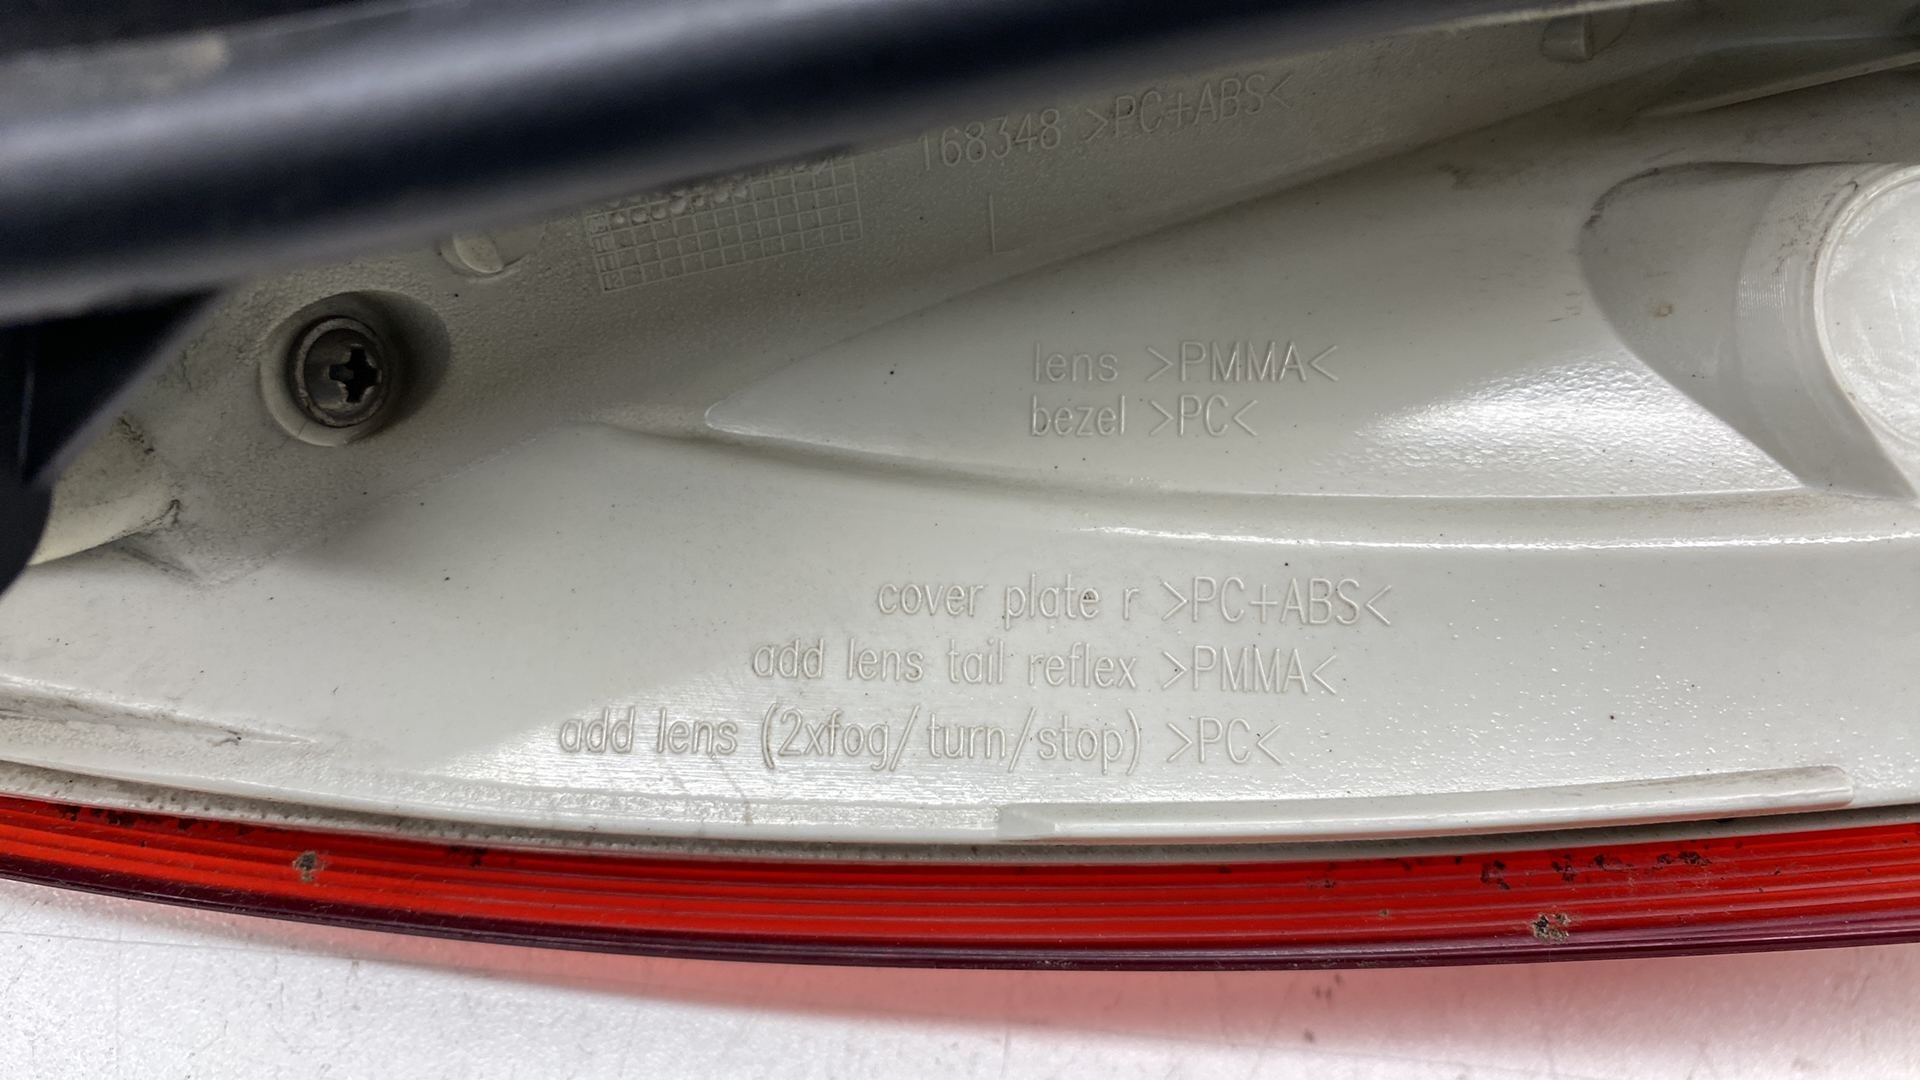 168348 >PC+ABS<
L
lens >PMMA<
bezel >PC<
cover plate r >PC+ABS<
add lens tail reflex >PMMA<
add lens (2xfog/turn/stop) >PC<